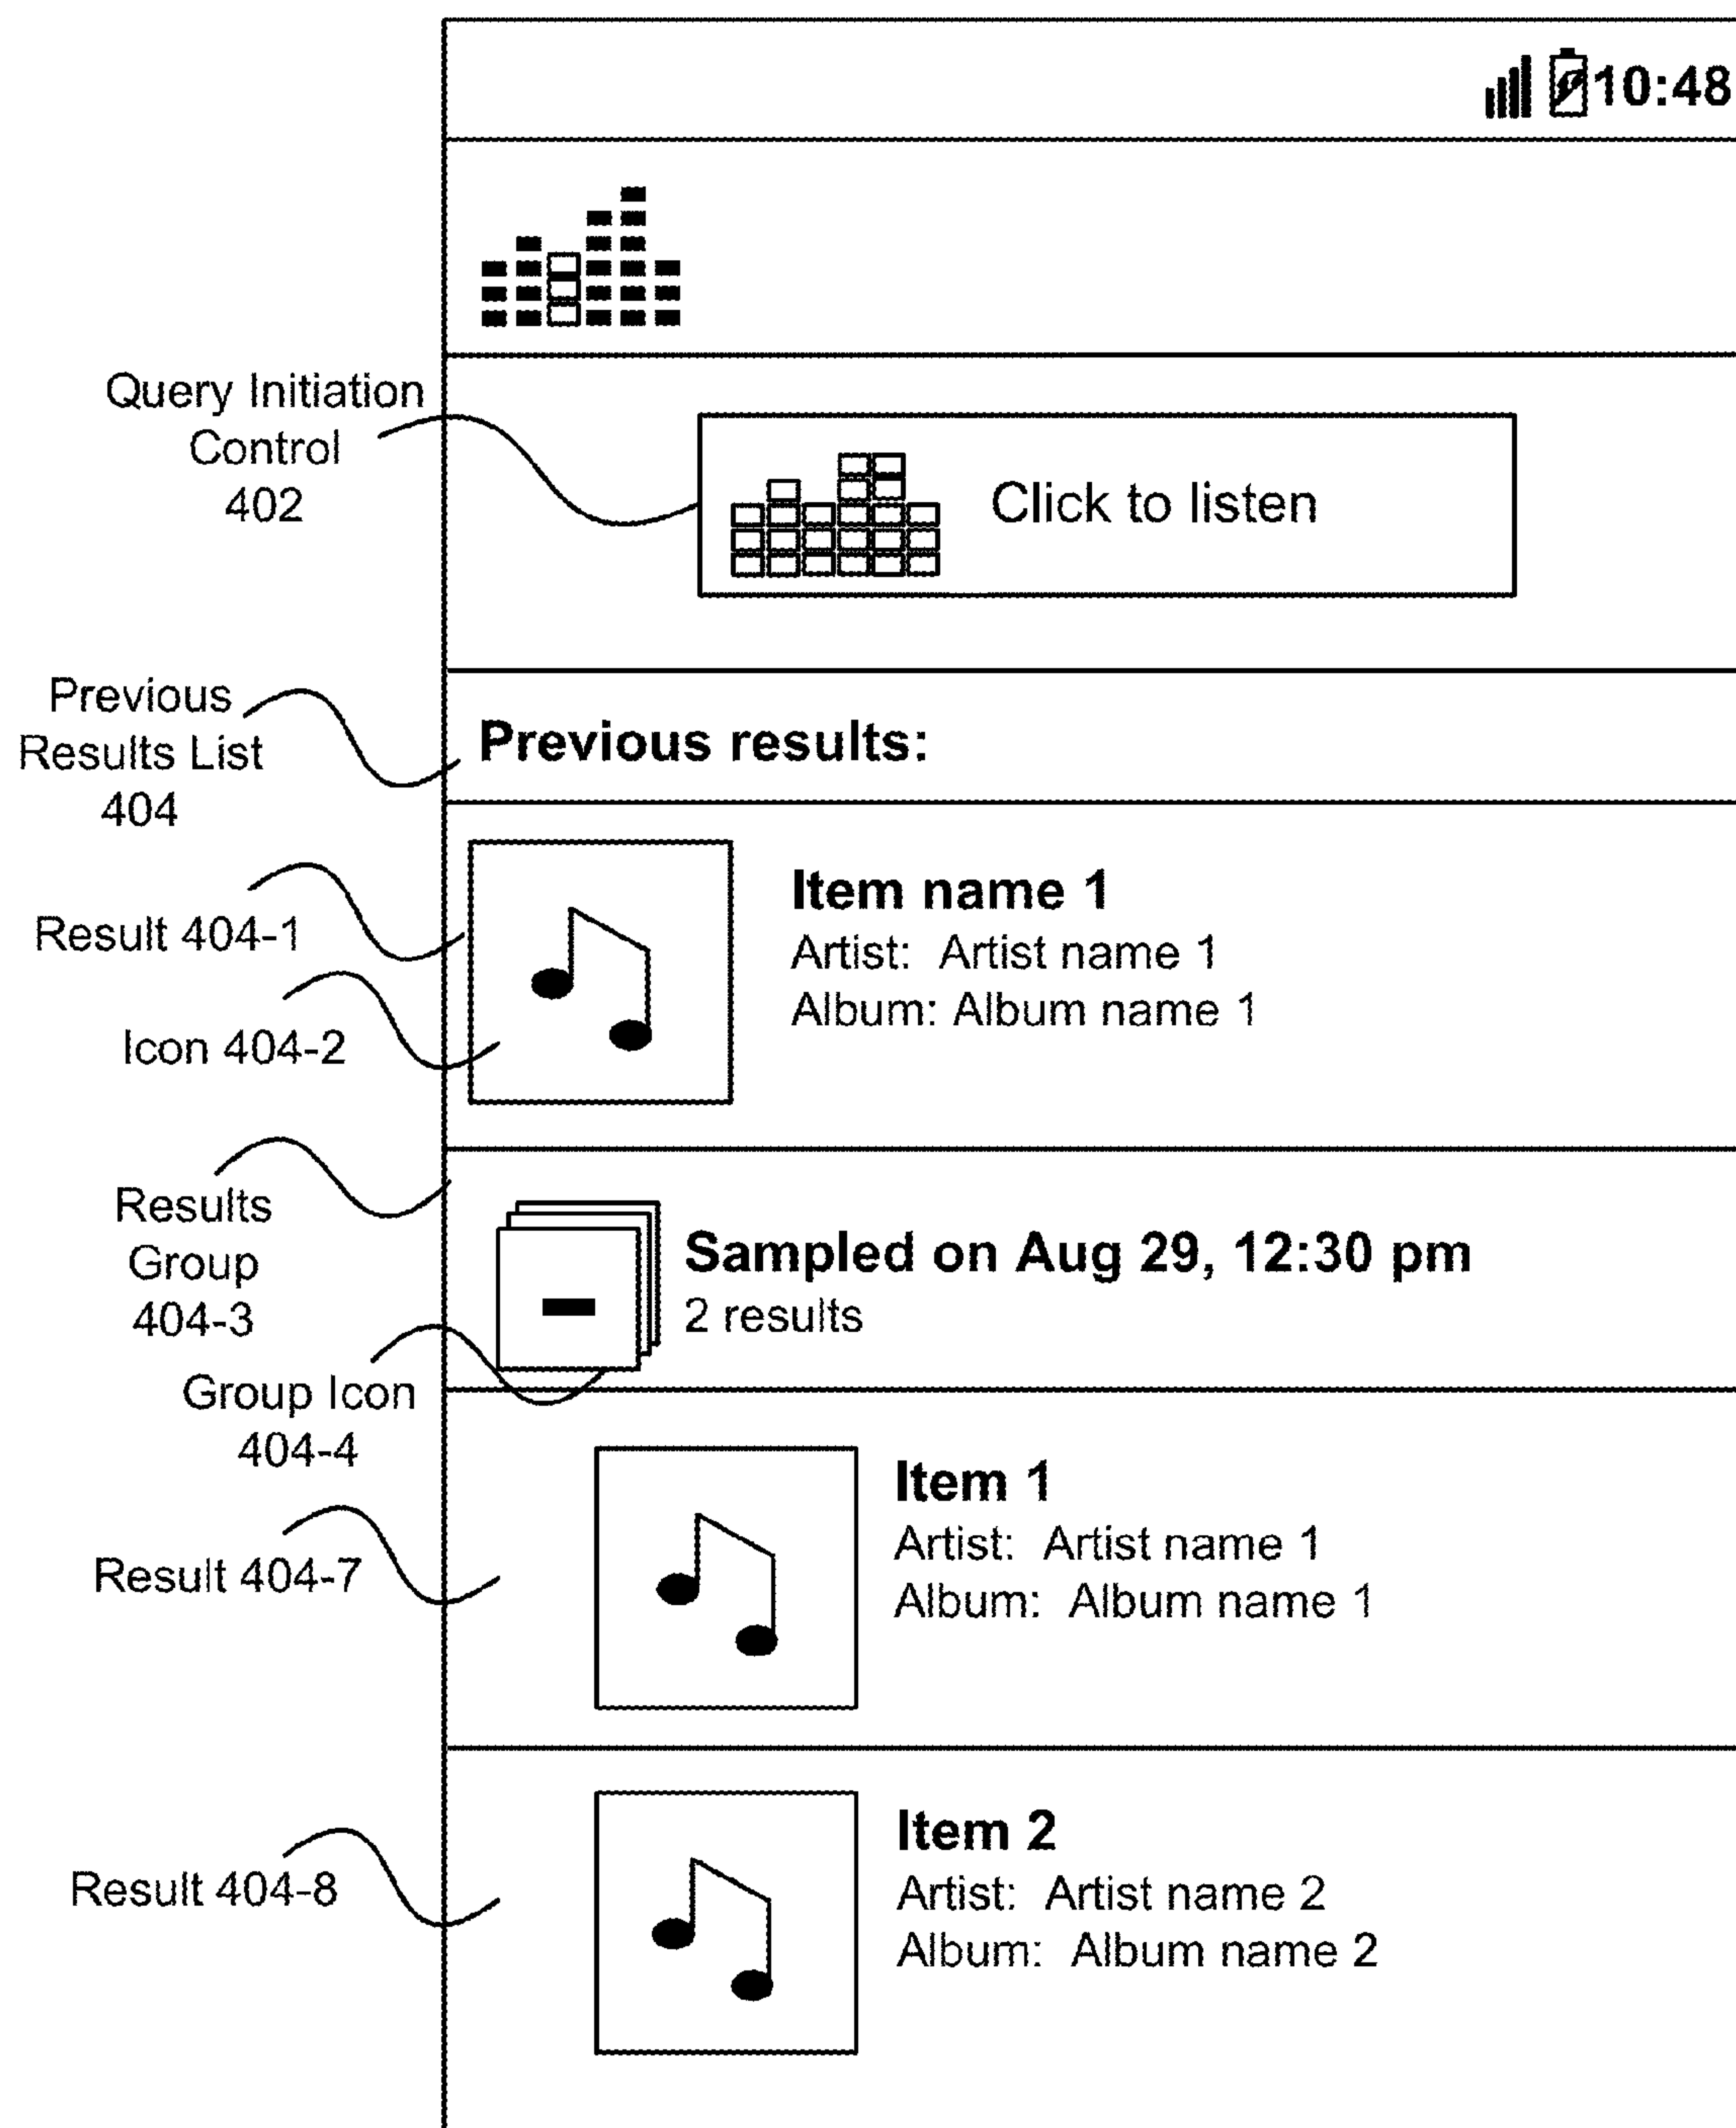 10:48
Query Initiation
Control
402
Click to listen
Previous
Results List
404
Previous results:
Result 404-1
Item name 1
Artist: Artist name 1
Album: Album name 1
Icon 404-2
Results
Group
404-3
Sampled on Aug 29, 12:30 pm
2 results
Group Icon
404-4
Item 1
Artist: Artist name 1
Album: Album name 1
Result 404-7
Item 2
Artist: Artist name 2
Album: Album name 2
Result 404-8